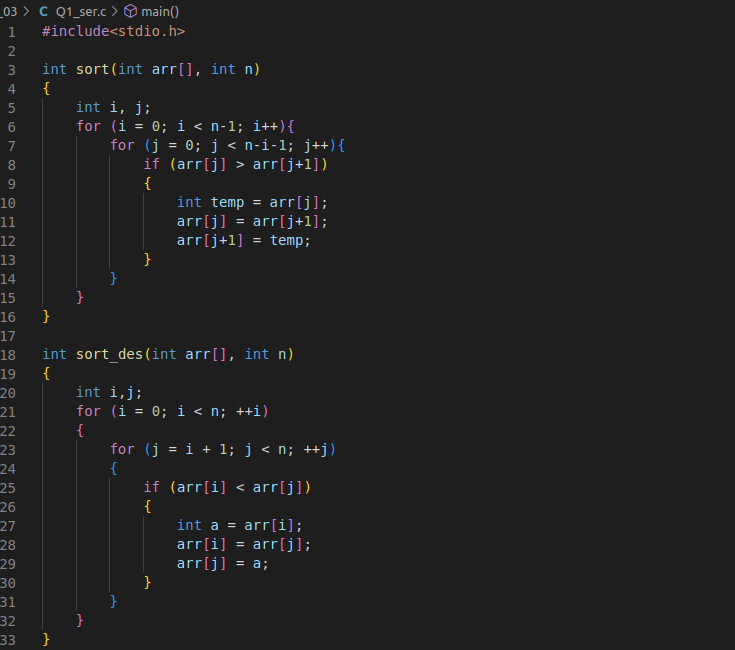 _03 > C Q1_ser.c > main()
1 #include<stdio.h>
2
3 int sort(int arr[], int n)
4 {
5     int i, j;
6     for (i = 0; i < n-1; i++){
7         for (j = 0; j < n-i-1; j++){
8             if (arr[j] > arr[j+1])
9             {
10                 int temp = arr[j];
11                 arr[j] = arr[j+1];
12                 arr[j+1] = temp;
13             }
14         }
15     }
16 }
17
18 int sort_des(int arr[], int n)
19 {
20     int i,j;
21     for (i = 0; i < n; ++i)
22     {
23         for (j = i + 1; j < n; ++j)
24         {
25             if (arr[i] < arr[j])
26             {
27                 int a = arr[i];
28                 arr[i] = arr[j];
29                 arr[j] = a;
30             }
31         }
32     }
33 }